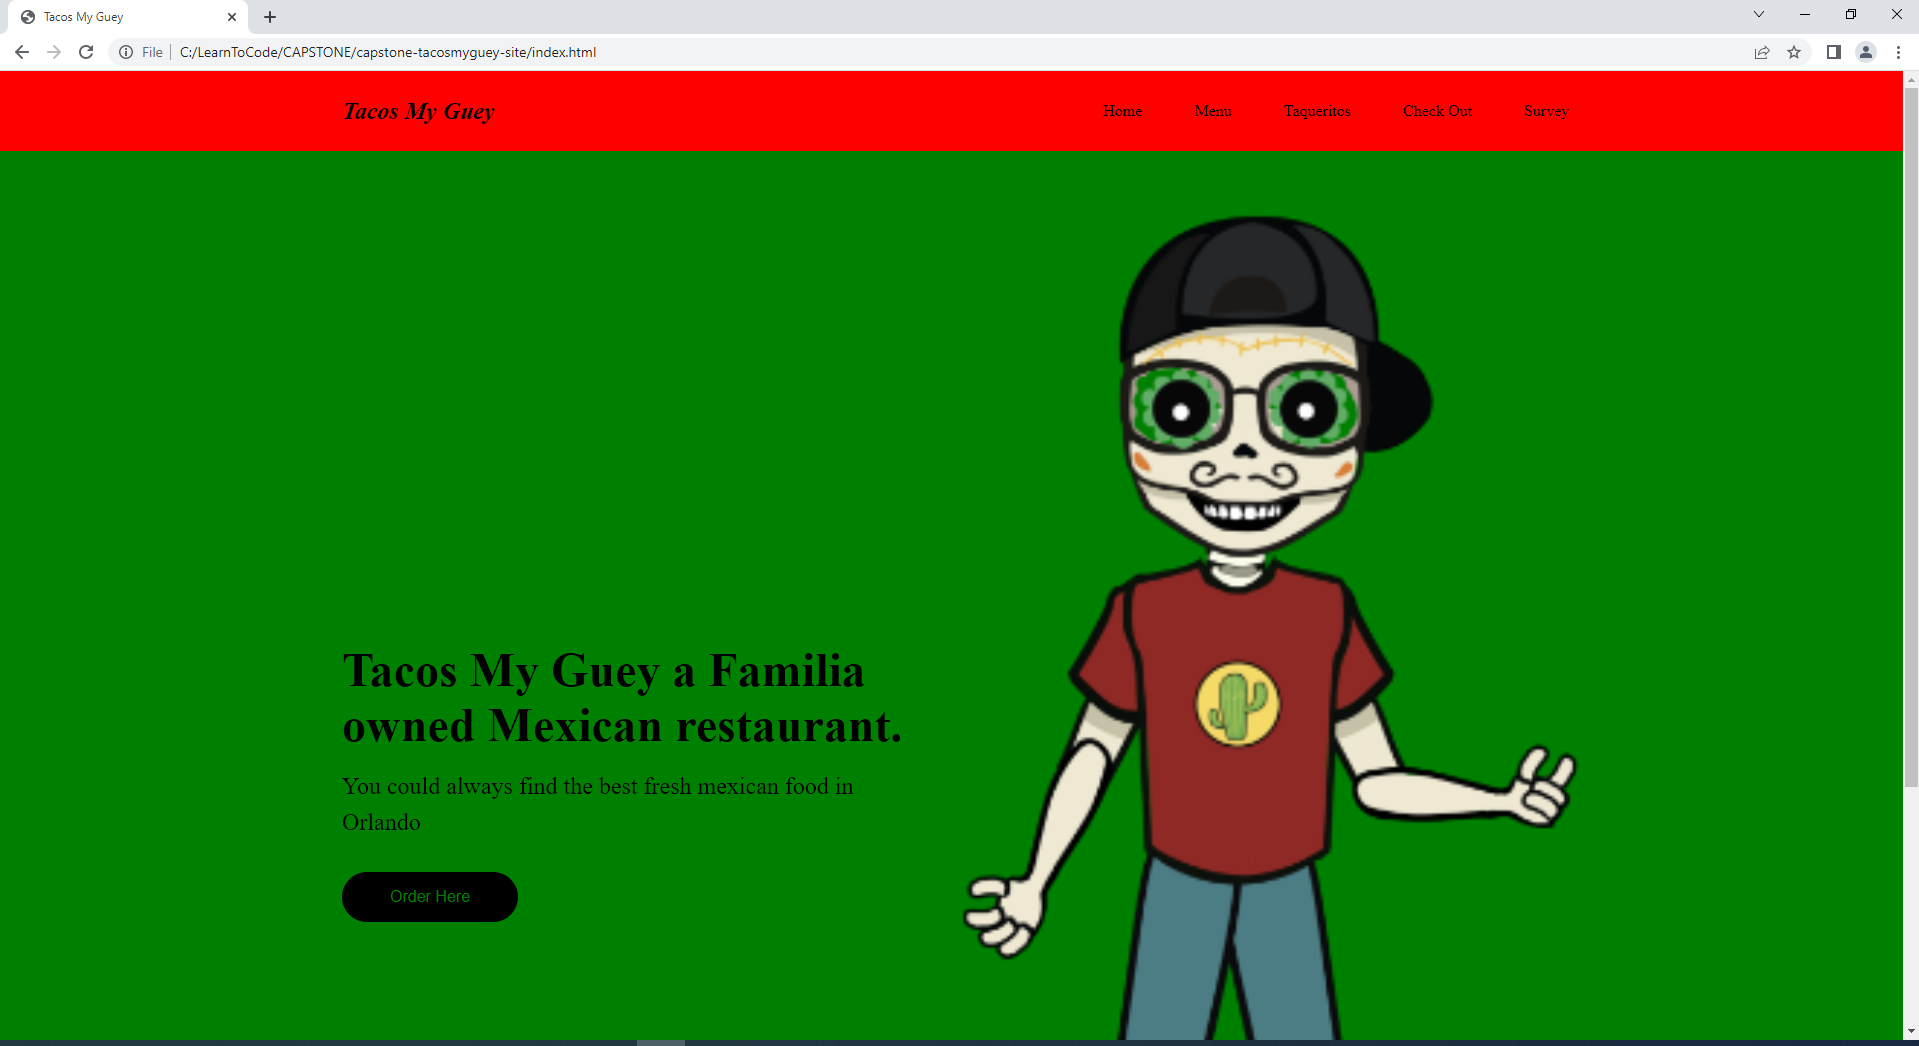 Tacos My Guey
File
C:/LearnToCode/CAPSTONE/capstone-tacosmyguey-site/index.html
Tacos My Guey
Home Menu Taqueritos Check Out Survey
Tacos My Guey a Familia
owned Mexican restaurant.
You could always find the best fresh mexican food in
Orlando
Order Here